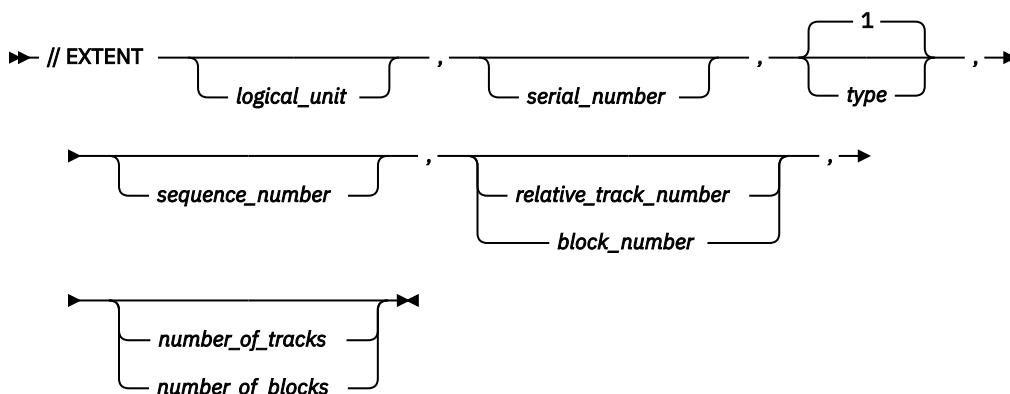 1
// EXTENT , , ,
logical_unit serial_number type
, ,
sequence_number relative_track_number
block_number
number_of_tracks
number_of_blocks